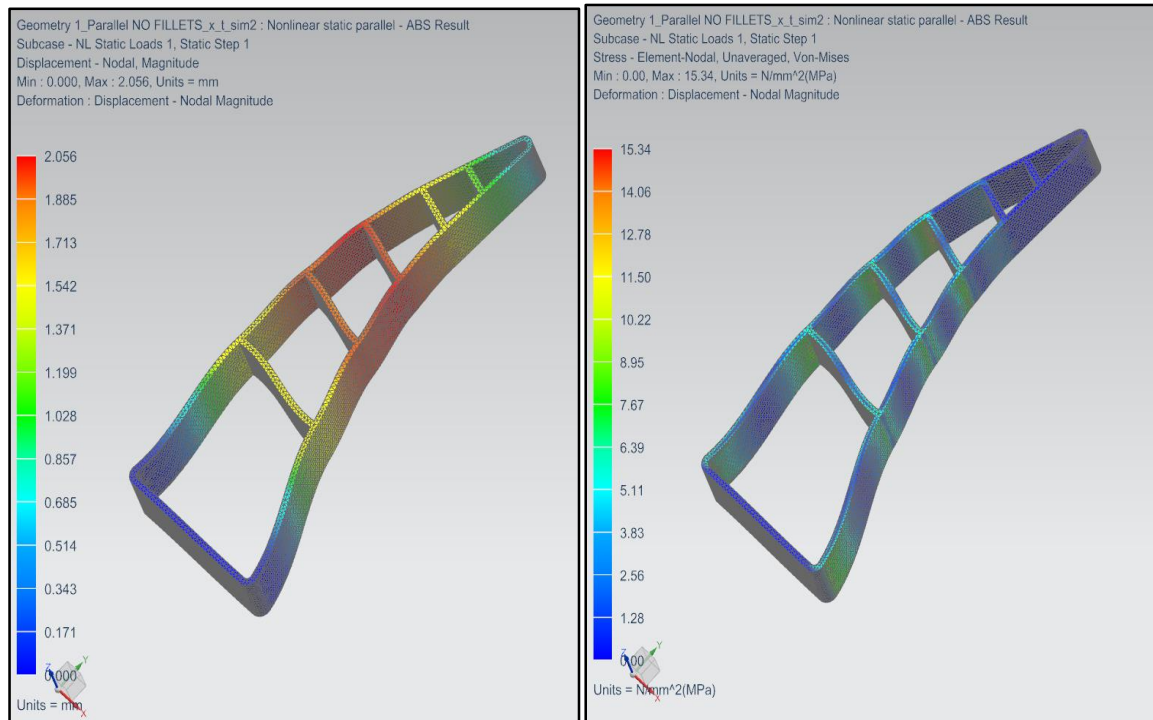 Geometry 1_Parallel NO FILLETS_x_t_sim2 : Nonlinear static parallel - ABS Result
Subcase - NL Static Loads 1, Static Step 1
Displacement - Nodal, Magnitude
Min : 0.000, Max : 2.056, Units = mm
Deformation : Displacement - Nodal Magnitude
2.056
1.885
1.713
1.542
1.371
1.199
1.028
0.857
0.685
0.514
0.343
0.171
0.000
Z
Y
X
Units = mm
Geometry 1_Parallel NO FILLETS_x_t_sim2 : Nonlinear static parallel - ABS Result
Subcase - NL Static Loads 1, Static Step 1
Stress - Element-Nodal, Unaveraged, Von-Mises
Min : 0.00, Max : 15.34, Units = N/mm^2(MPa)
Deformation : Displacement - Nodal Magnitude
15.34
14.06
12.78
11.50
10.22
8.95
7.67
6.39
5.11
3.83
2.56
1.28
0.00
Z
Y
X
Units = N/mm^2(MPa)